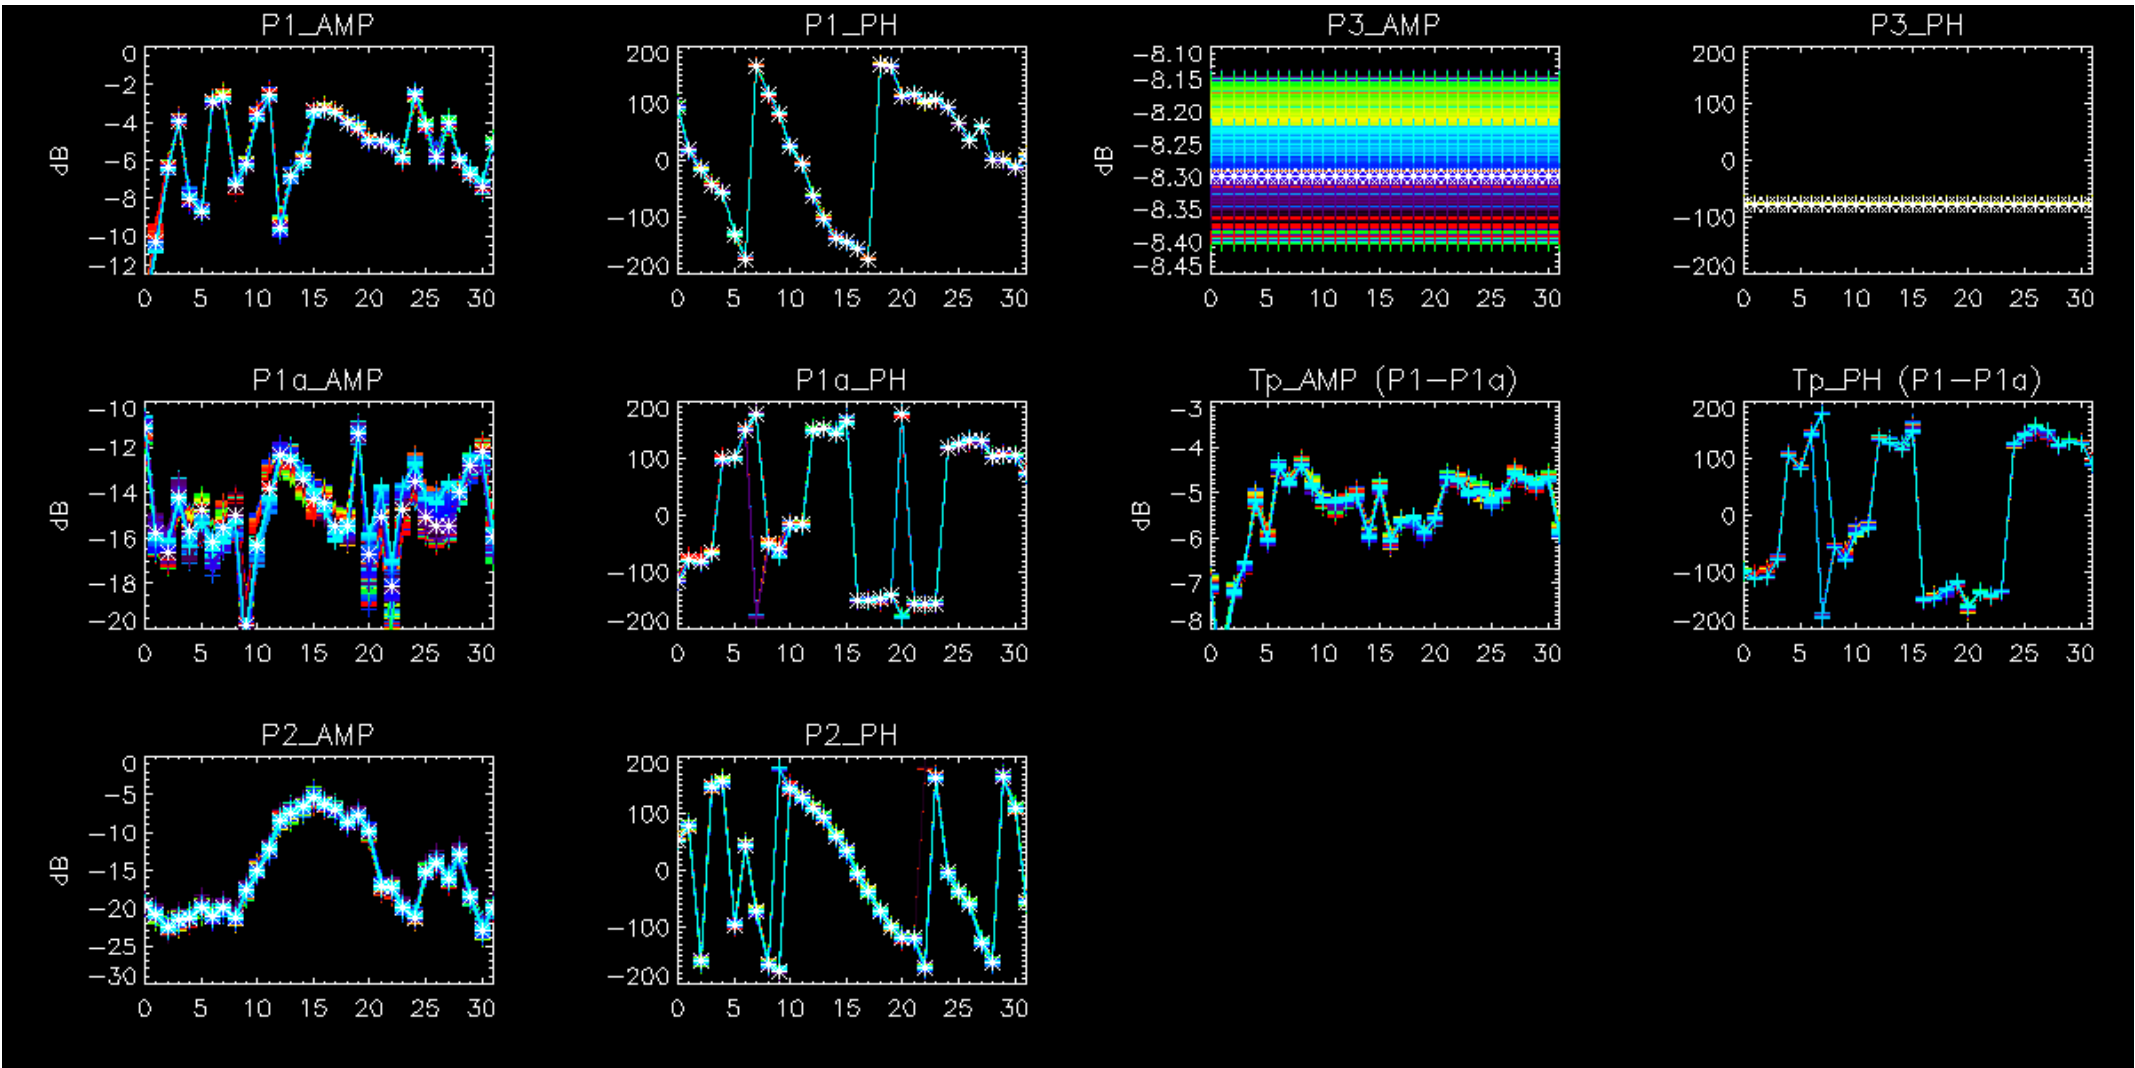 P1_AMP
dB
0
−2
−4
−6
−8
−10
−12
0 5 10 15 20 25 30
P1_PH
200
100
0
−100
−200
0 5 10 15 20 25 30
P3_AMP
dB
−8.10
−8.15
−8.20
−8.25
−8.30
−8.35
−8.40
−8.45
0 5 10 15 20 25 30
P3_PH
200
100
0
−100
−200
0 5 10 15 20 25 30
P1a_AMP
dB
−10
−12
−14
−16
−18
−20
0 5 10 15 20 25 30
P1a_PH
200
100
0
−100
−200
0 5 10 15 20 25 30
Tp_AMP (P1−P1a)
dB
−3
−4
−5
−6
−7
−8
0 5 10 15 20 25 30
Tp_PH (P1−P1a)
200
100
0
−100
−200
0 5 10 15 20 25 30
P2_AMP
dB
0
−5
−10
−15
−20
−25
−30
0 5 10 15 20 25 30
P2_PH
200
100
0
−100
−200
0 5 10 15 20 25 30